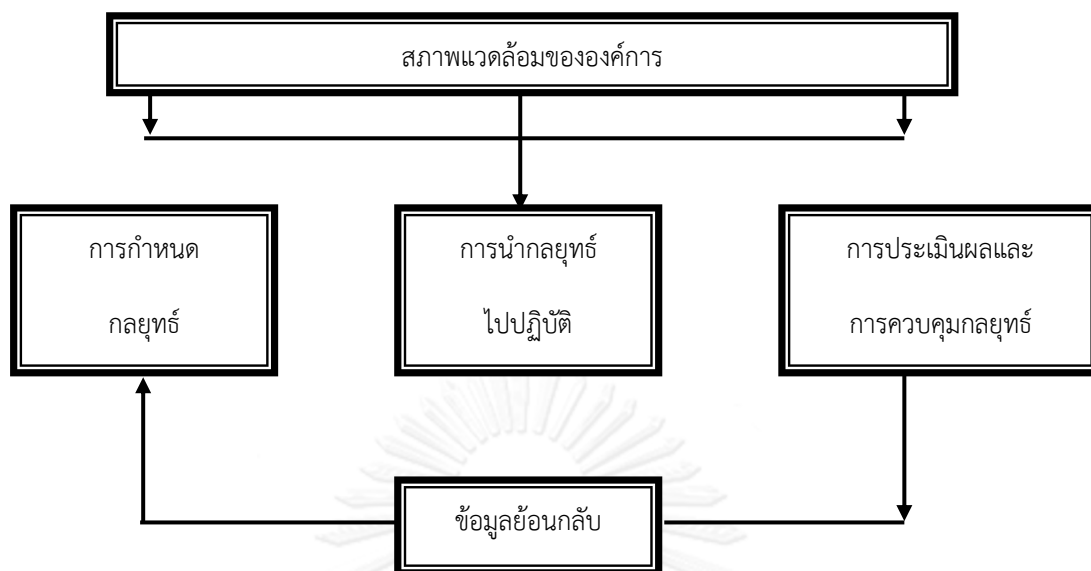 สภาพแวดล้อมขององค์การ
การกำหนด
กลยุทธ์
การนำกลยุทธ์
ไปปฏิบัติ
การประเมินผลและ
การควบคุมกลยุทธ์
ข้อมูลย้อนกลับ